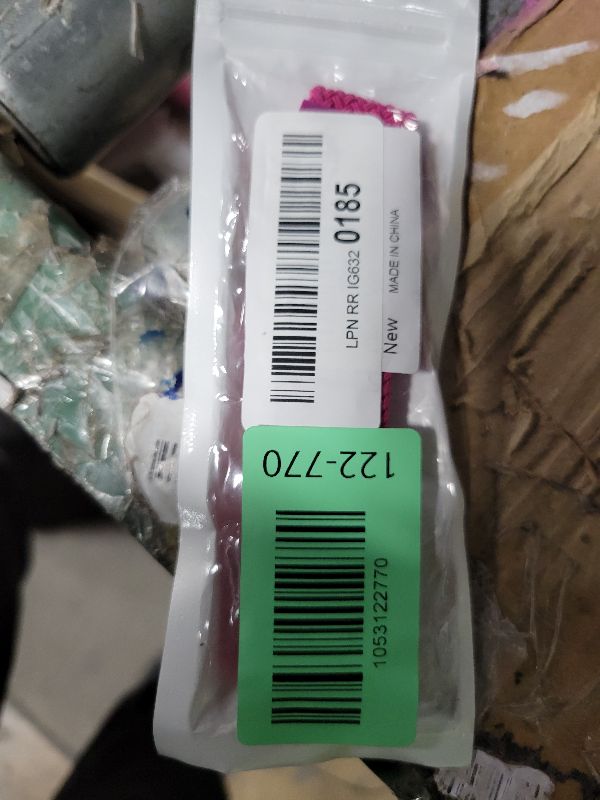 LPN RR IG632 0185
MADE IN CHINA
New
122-770
1053122770